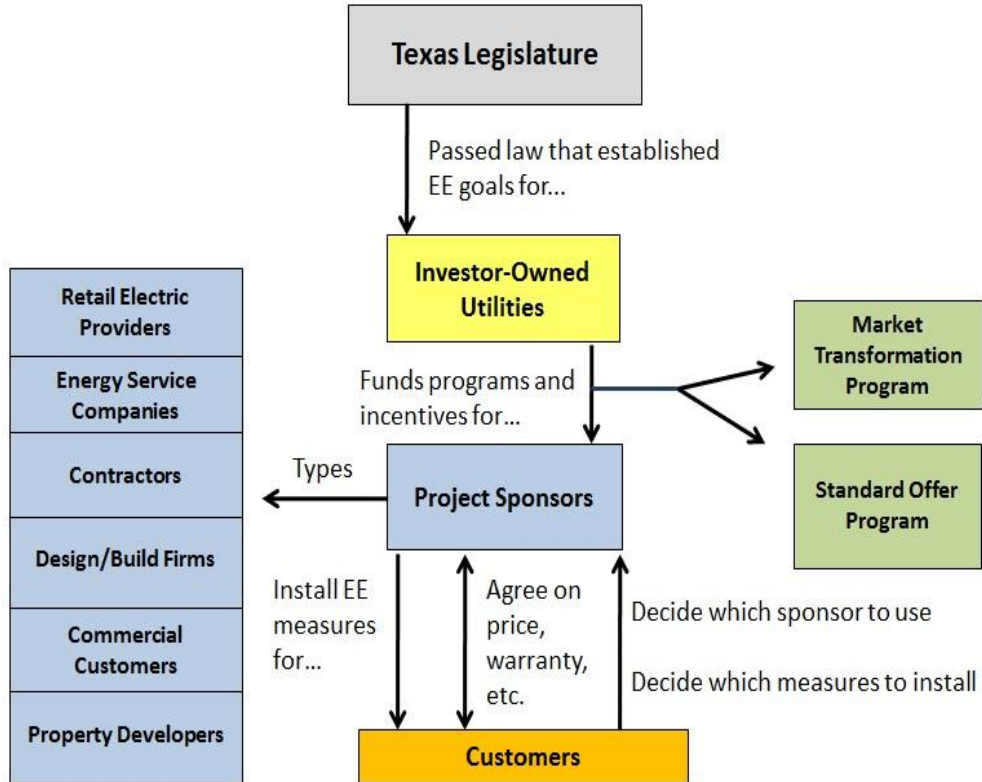 Texas Legislature
Passed law that established
EE goals for...
Investor-Owned
Utilities
Funds programs and
incentives for...
Market
Transformation
Program
Standard Offer
Program
Project Sponsors
Types
Retail Electric
Providers
Energy Service
Companies
Contractors
Design/Build Firms
Commercial
Customers
Property Developers
Install EE
measures
for...
Agree on
price,
warranty,
etc.
Decide which sponsor to use
Decide which measures to install
Customers